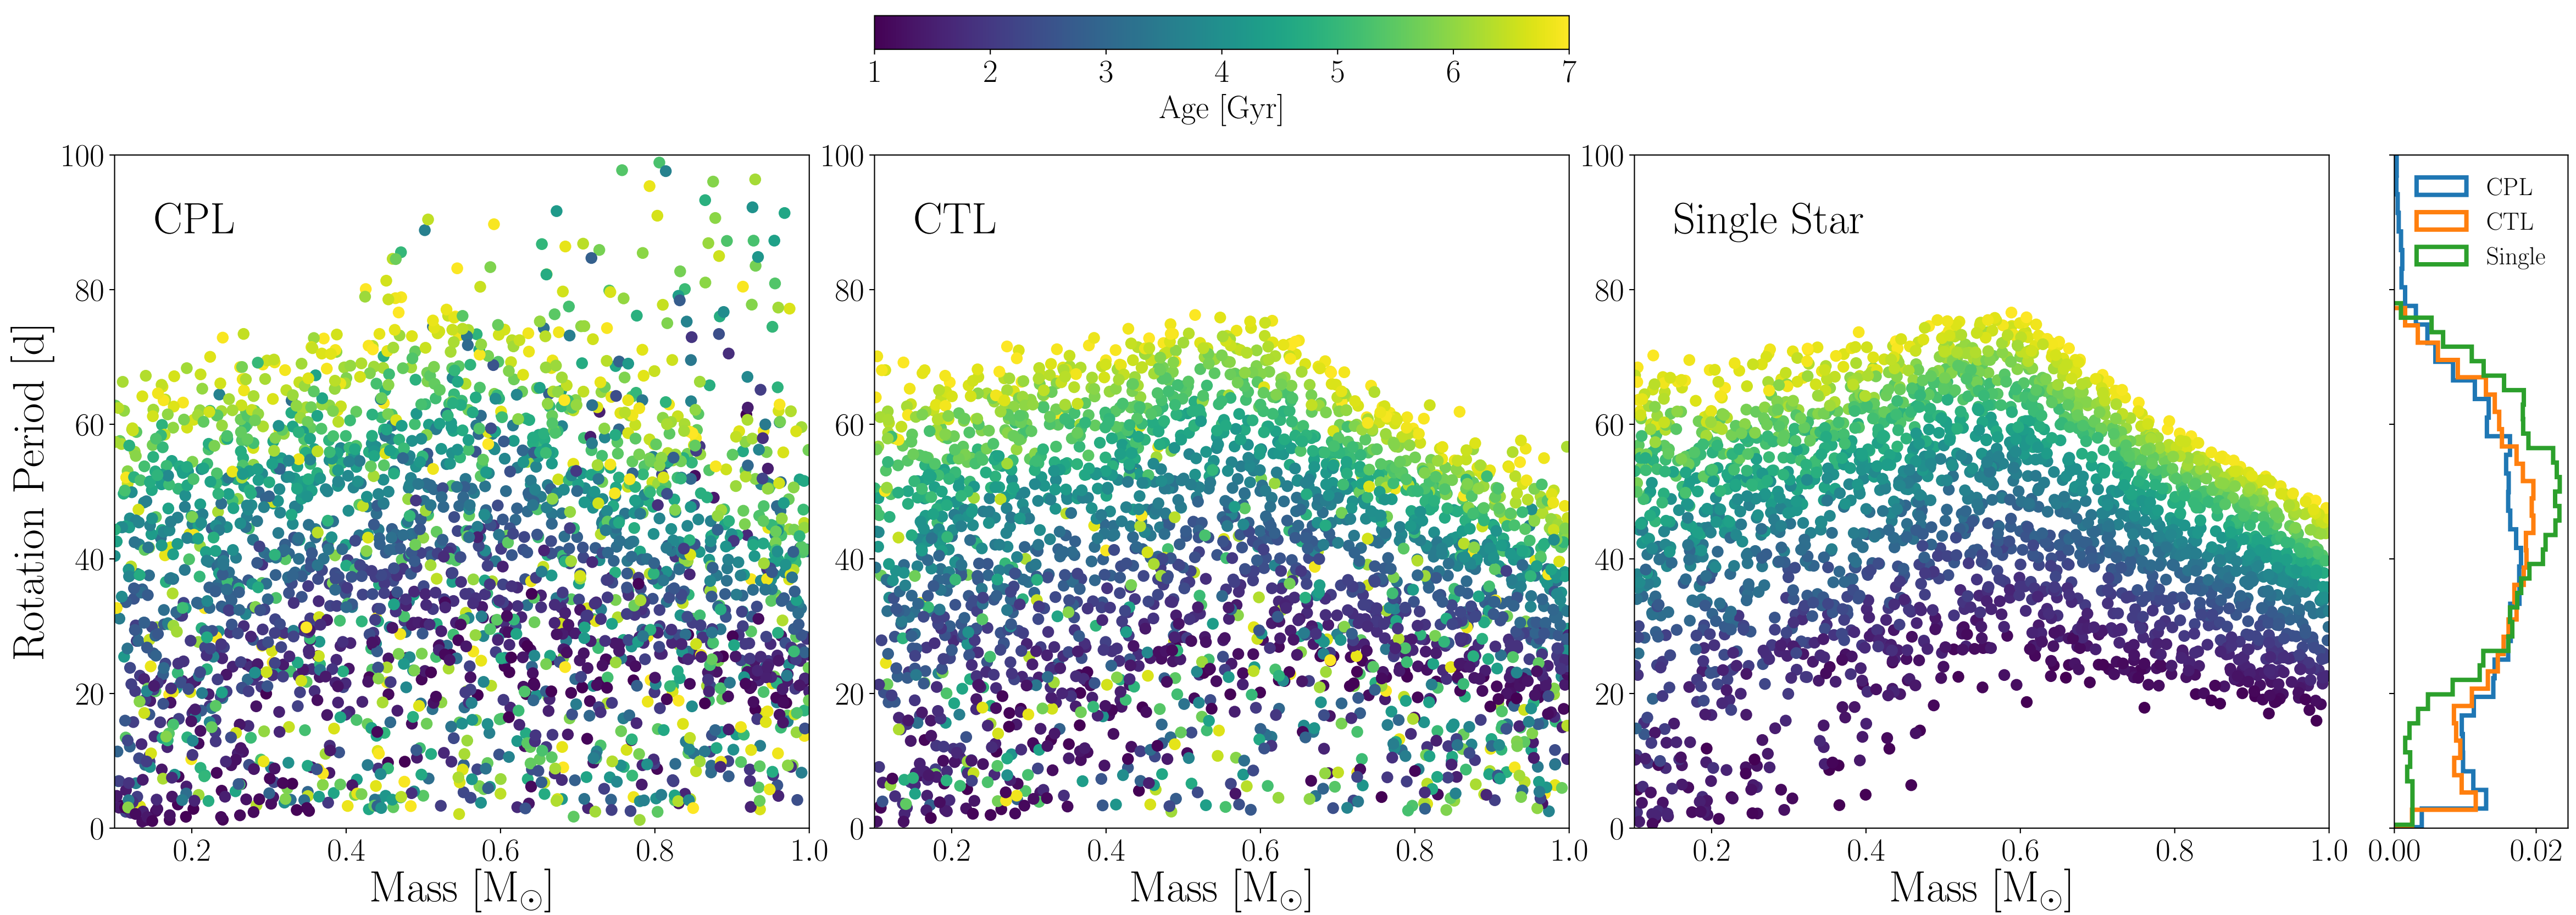 1 2 3 4 5 6 7
Age [Gyr]
Rotation Period [d]
100
80
60
40
20
0
CPL
0.2 0.4 0.6 0.8 1.0
Mass [M⊙]
100
80
60
40
20
0
CTL
0.2 0.4 0.6 0.8 1.0
Mass [M⊙]
100
80
60
40
20
0
Single Star
0.2 0.4 0.6 0.8 1.0
Mass [M⊙]
CPL
CTL
Single
0.00 0.02